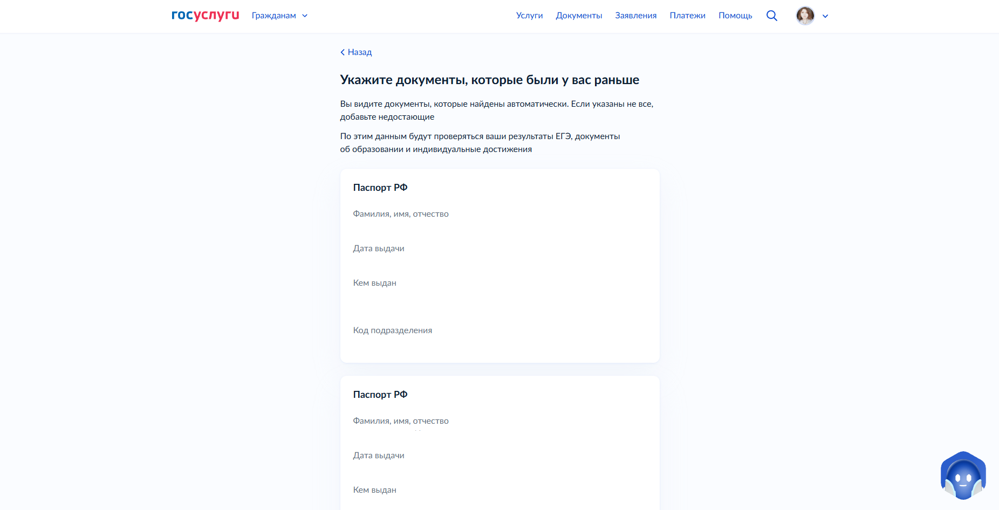 госуслуги
Гражданам
Услуги
Документы
Заявления
Платежи
Помощь
Назад
Укажите документы, которые были у вас раньше
Вы видите документы, которые найдены автоматически. Если указаны не все,
добавьте недостающие
По этим данным будут проверяться ваши результаты ЕГЭ, документы
об образовании и индивидуальные достижения
Паспорт РФ
Фамилия, имя, отчество
Дата выдачи
Кем выдан
Код подразделения
Паспорт РФ
Фамилия, имя, отчество
Дата выдачи
Кем выдан